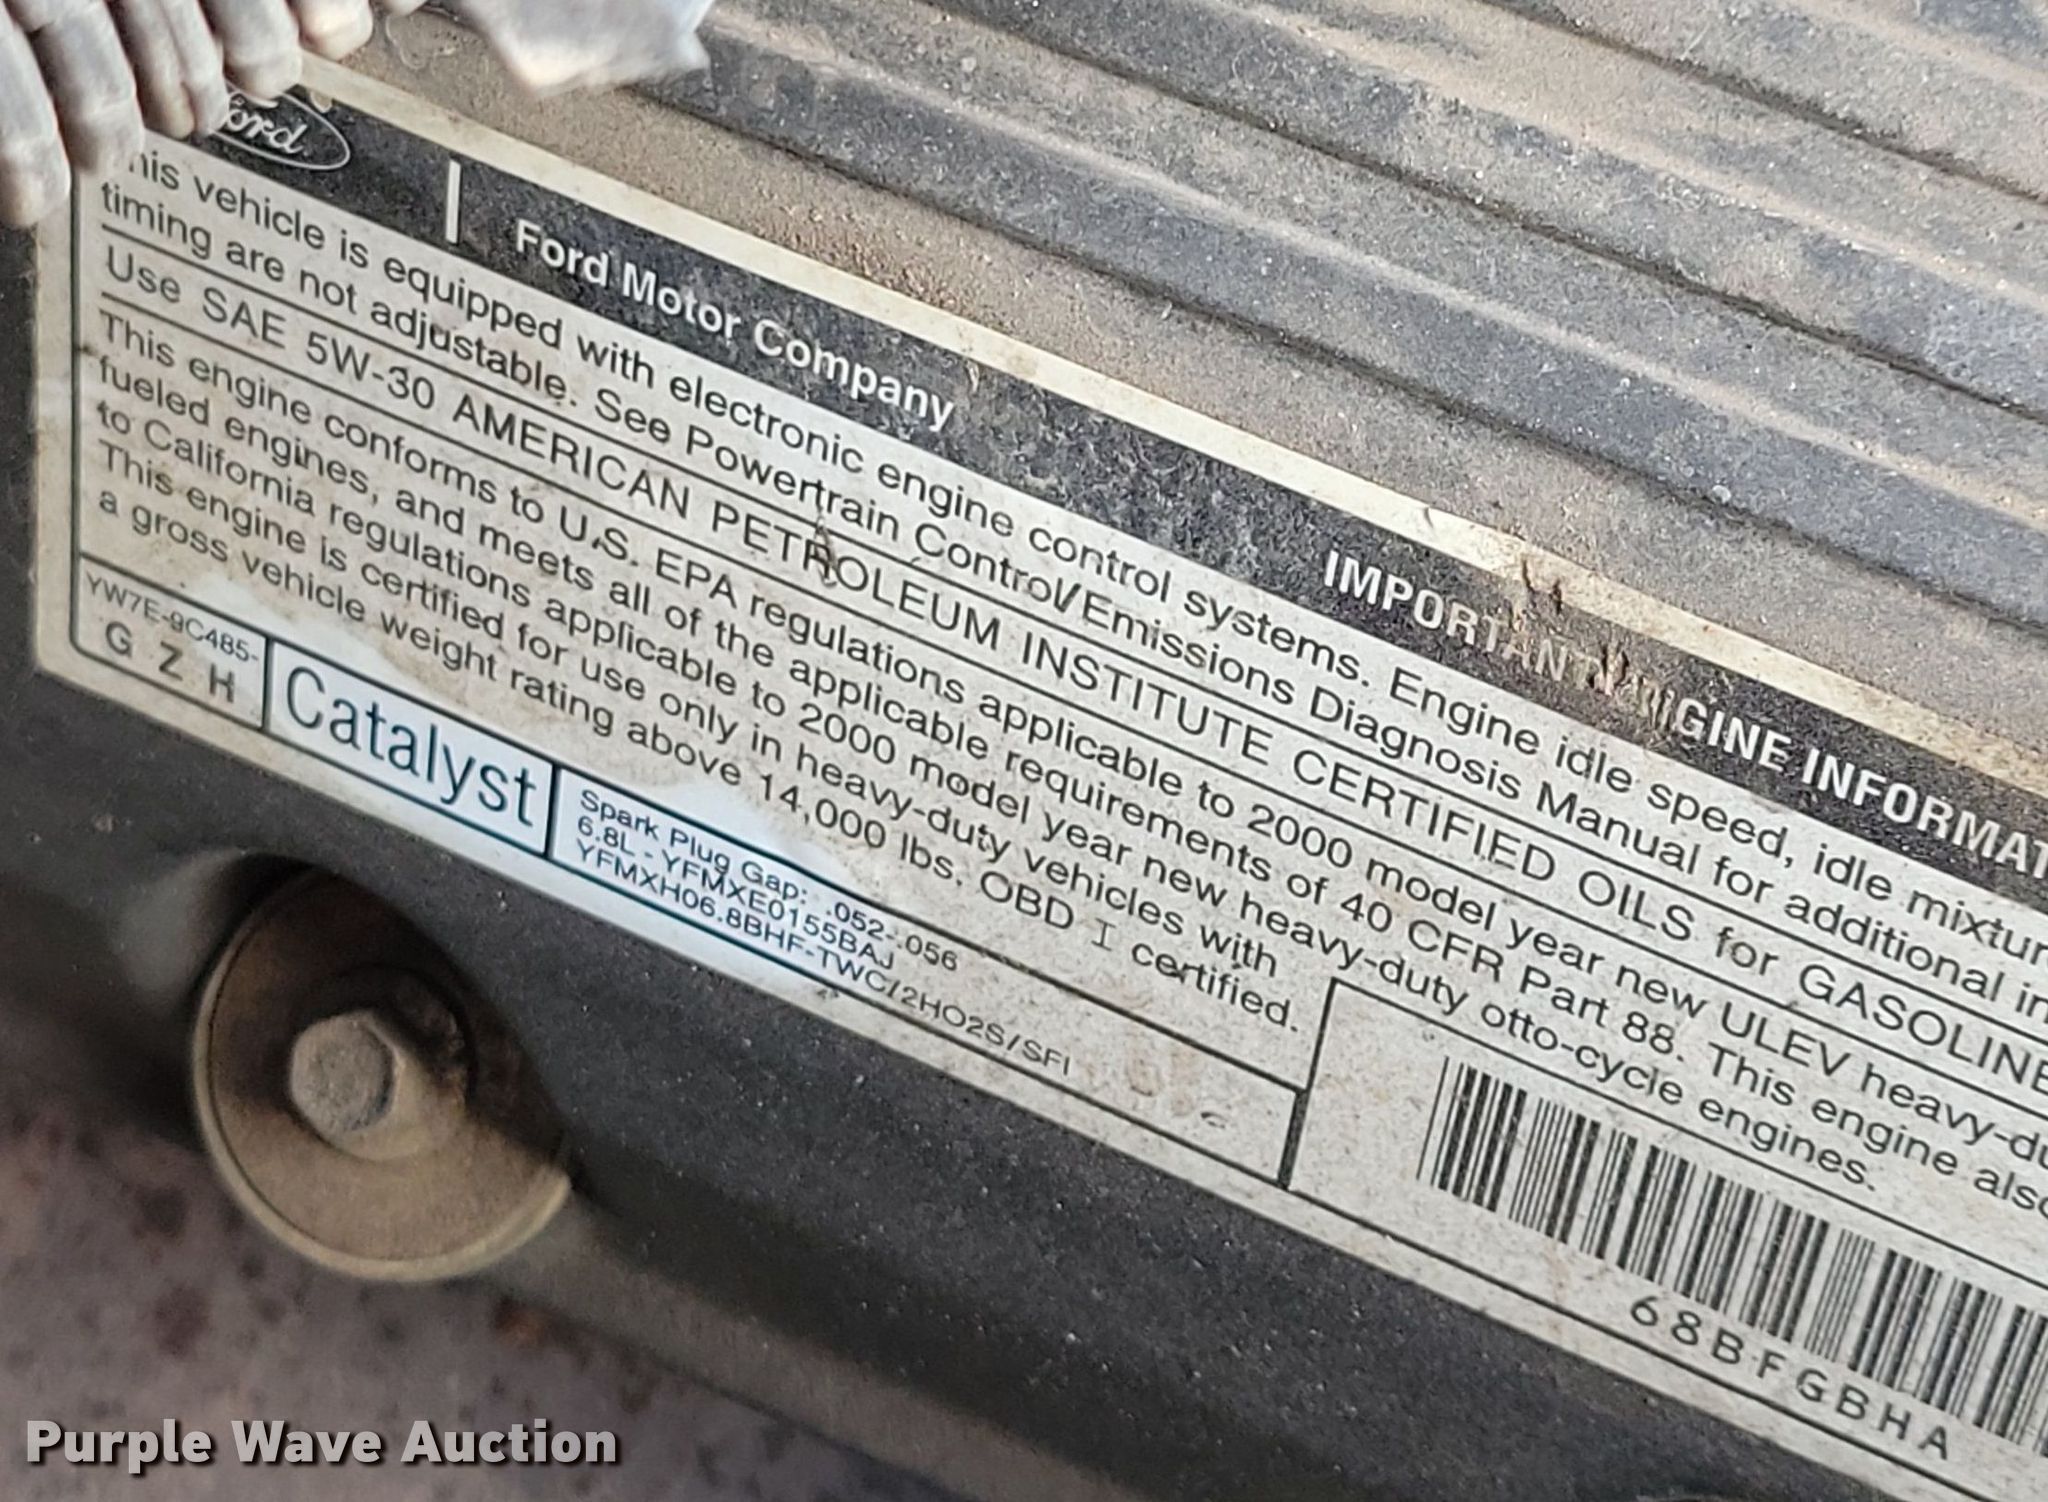 Ford
Ford Motor Company
IMPORTANT ENGINE INFORMAT
his vehicle is equipped with electronic engine control systems. Engine idle speed, idle mixtur
timing are not adjustable. See Powertrain Control/Emissions Diagnosis Manual for additional in
Use SAE 5W-30 AMERICAN PETROLEUM INSTITUTE CERTIFIED OILS for GASOLINE
This engine conforms to U.S. EPA regulations applicable to 2000 model year new ULEV heavy-du
fueled engines, and meets all of the applicable requirements of 40 CFR Part 88. This engine also
to California regulations applicable to 2000 model year new heavy-duty otto-cycle engines.
This engine is certified for use only in heavy-duty vehicles with
a gross vehicle weight rating above 14,000 lbs. OBD I certified.
YW7E-9C485-
G Z H
Catalyst
Spark Plug Gap: .052-.056
6.8L - YFMXE0155BAJ
YFMXH06.8BHF-TWC/2HO2S/SFI
68BFGBHA
Purple Wave Auction